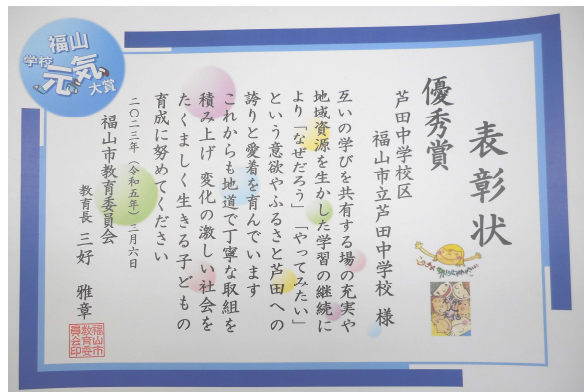 福山
学校
元気
大賞
表彰状
優秀賞
芦田中学校区
福山市立芦田中学校 様
互いの学びを共有する場の充実や
地域資源を生かした学習の継続に
より「なぜだろう」「やってみたい」
という意欲やふるさと芦田への
誇りと愛着を育んでいます
これからも地道で丁寧な取組を
積み上げ 変化の激しい社会を
たくましく生きる子どもの
育成に努めてください
二〇二三年(令和五年)二月六日
福山市教育委員会
教育長 三好 雅章
福山市
教育委
員会印